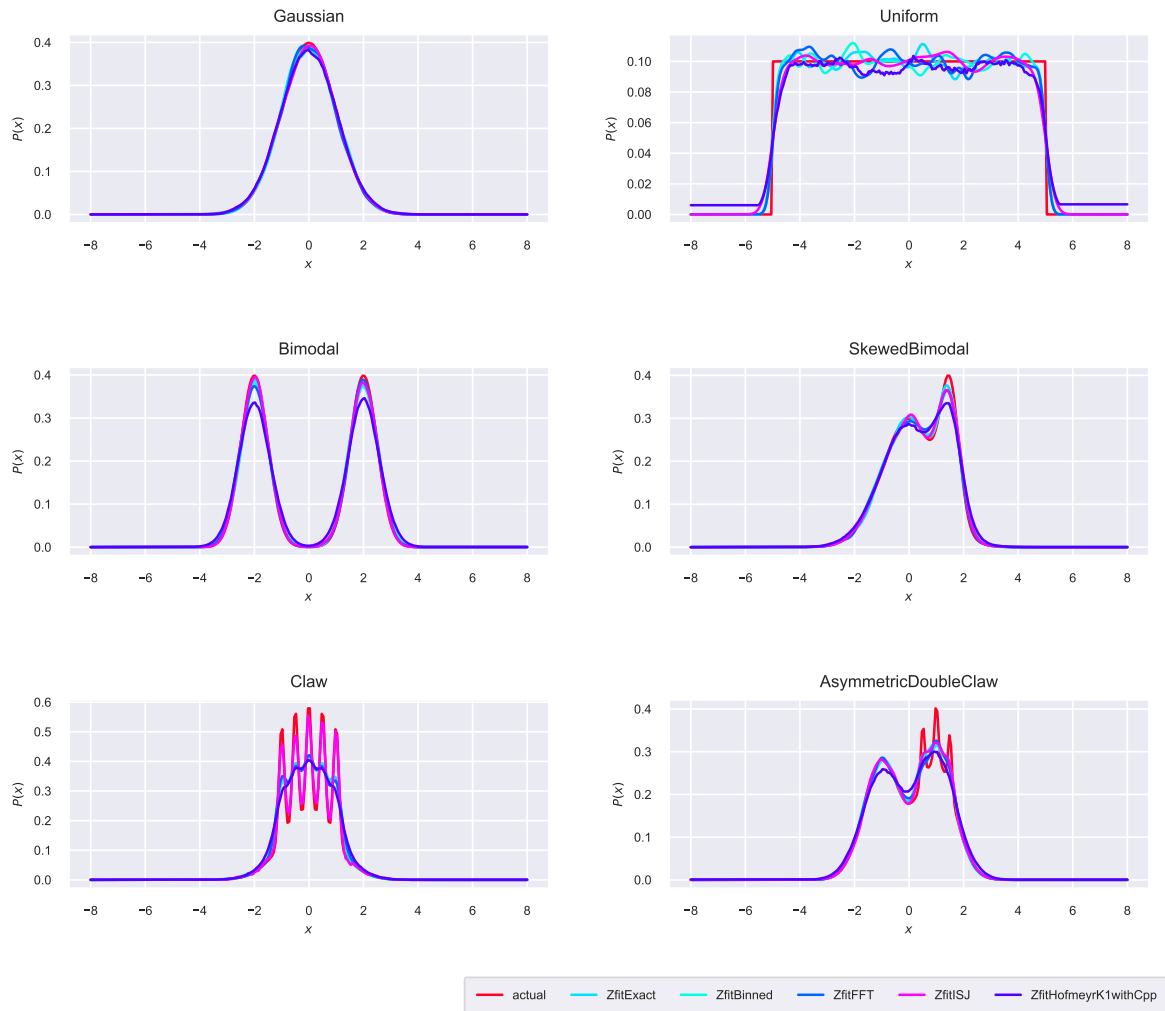 Gaussian
0.4
0.3
0.2
0.1
0.0
P(x)
−8 −6 −4 −2 0 2 4 6 8
x
Uniform
0.10
0.08
0.06
0.04
0.02
0.00
P(x)
−8 −6 −4 −2 0 2 4 6 8
x
Bimodal
0.4
0.3
0.2
0.1
0.0
P(x)
−8 −6 −4 −2 0 2 4 6 8
x
SkewedBimodal
0.4
0.3
0.2
0.1
0.0
P(x)
−8 −6 −4 −2 0 2 4 6 8
x
Claw
0.6
0.5
0.4
0.3
0.2
0.1
0.0
P(x)
−8 −6 −4 −2 0 2 4 6 8
x
AsymmetricDoubleClaw
0.4
0.3
0.2
0.1
0.0
P(x)
−8 −6 −4 −2 0 2 4 6 8
x
actual ZfitExact ZfitBinned ZfitFFT ZfitISJ ZfitHofmeyrK1withCpp